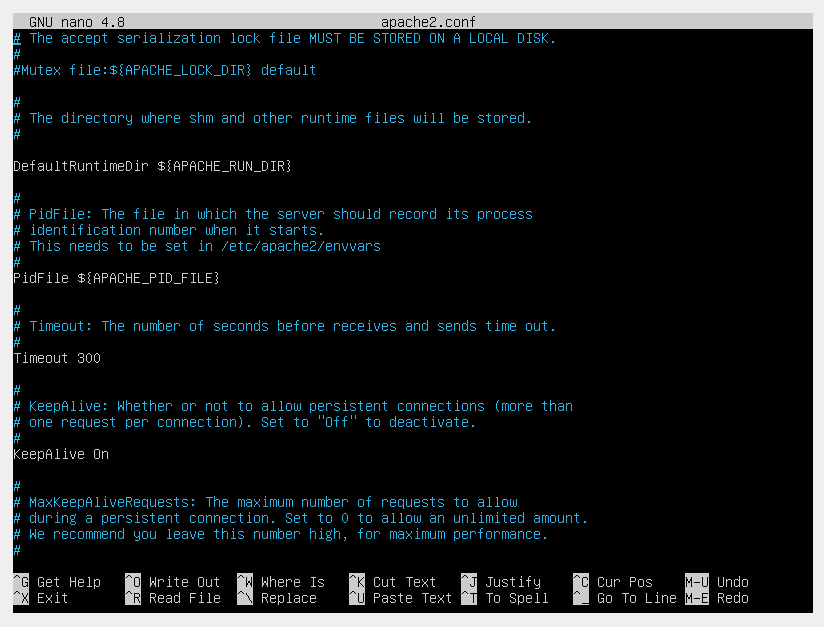 GNU nano 4.8 apache2.conf
# The accept serialization lock file MUST BE STORED ON A LOCAL DISK.
#
#Mutex file:${APACHE_LOCK_DIR} default
#
# The directory where shm and other runtime files will be stored.
#
DefaultRuntimeDir ${APACHE_RUN_DIR}
#
# PidFile: The file in which the server should record its process
# identification number when it starts.
# This needs to be set in /etc/apache2/envvars
#
PidFile ${APACHE_PID_FILE}
#
# Timeout: The number of seconds before receives and sends time out.
#
Timeout 300
#
# KeepAlive: Whether or not to allow persistent connections (more than
# one request per connection). Set to "Off" to deactivate.
#
KeepAlive On
#
# MaxKeepAliveRequests: The maximum number of requests to allow
# during a persistent connection. Set to 0 to allow an unlimited amount.
# We recommend you leave this number high, for maximum performance.
#
^G Get Help ^O Write Out ^W Where Is ^K Cut Text ^J Justify ^C Cur Pos M-U Undo
^X Exit ^R Read File ^\ Replace ^U Paste Text ^T To Spell ^_ Go To Line M-E Redo